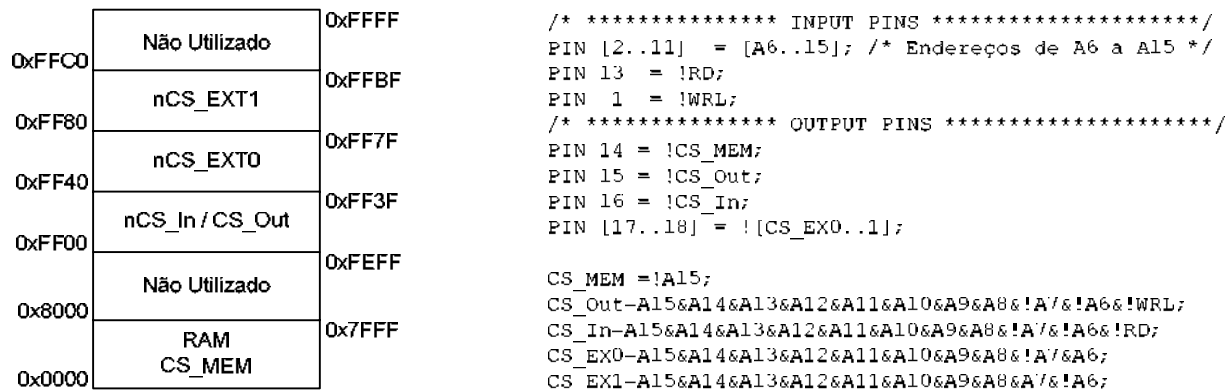 0xFFFF
Não Utilizado
0xFFC0
0xFFBF
nCS_EXT1
0xFF80
0xFF7F
nCS_EXT0
0xFF40
0xFF3F
nCS_In / CS_Out
0xFF00
0xFEFF
Não Utilizado
0x8000
0x7FFF
RAM
CS_MEM
0x0000
/* *************** INPUT PINS *********************/
PIN [2..11] = [A6..15]; /* Endereços de A6 a A15 */
PIN 13 = !RD;
PIN 1 = !WRL;
/* *************** OUTPUT PINS *********************/
PIN 14 = !CS_MEM;
PIN 15 = !CS_Out;
PIN 16 = !CS_In;
PIN [17..18] = ![CS_EX0..1];
CS_MEM =!A15;
CS_Out=A15&A14&A13&A12&A11&A10&A9&A8&!A7&!A6&!WRL;
CS_In=A15&A14&A13&A12&A11&A10&A9&A8&!A7&!A6&!RD;
CS_EX0=A15&A14&A13&A12&A11&A10&A9&A8&!A7&A6;
CS_EX1=A15&A14&A13&A12&A11&A10&A9&A8&A7&!A6;